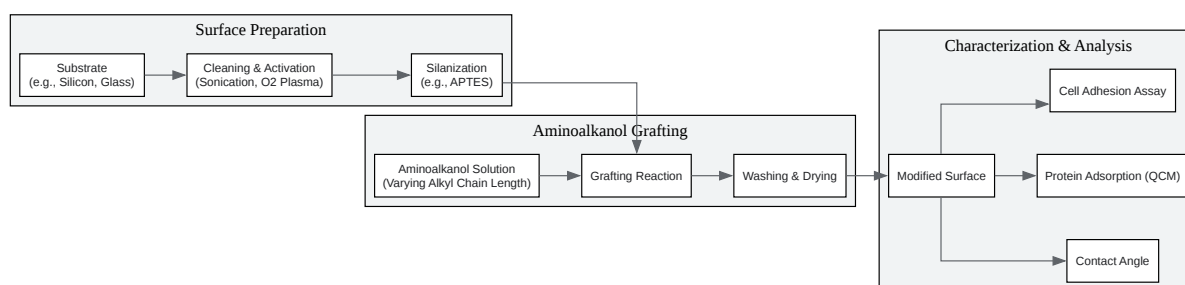 Surface Preparation
Substrate
(e.g., Silicon, Glass)
Cleaning & Activation
(Sonication, O2 Plasma)
Silanization
(e.g., APTES)
Aminoalkanol Grafting
Aminoalkanol Solution
(Varying Alkyl Chain Length)
Grafting Reaction
Washing & Drying
Characterization & Analysis
Modified Surface
Cell Adhesion Assay
Protein Adsorption (QCM)
Contact Angle